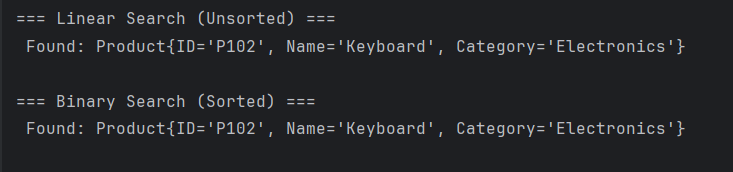 === Linear Search (Unsorted) ===
Found: Product{ID='P102', Name='Keyboard', Category='Electronics'}
=== Binary Search (Sorted) ===
Found: Product{ID='P102', Name='Keyboard', Category='Electronics'}